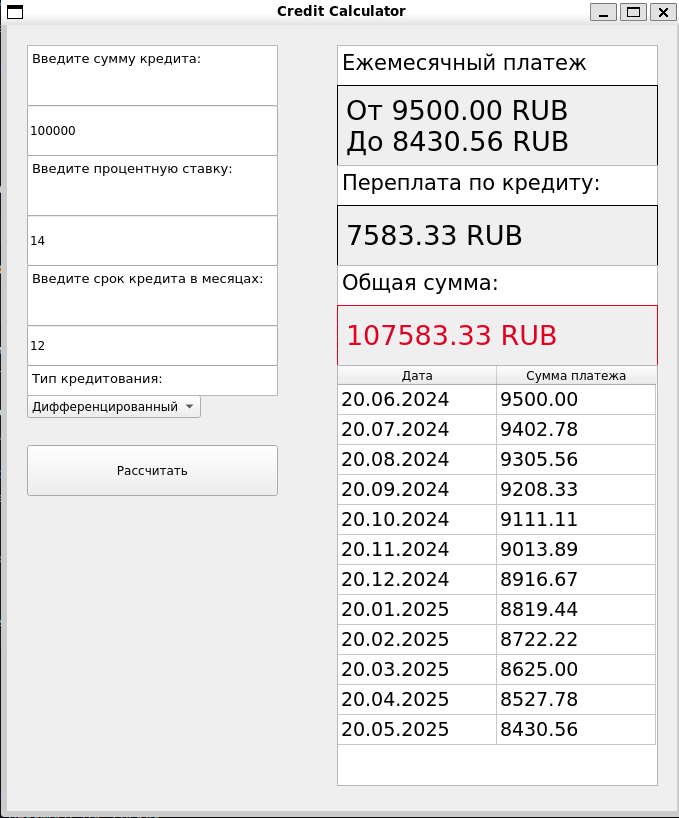 Credit Calculator
Введите сумму кредита:
100000
Введите процентную ставку:
14
Введите срок кредита в месяцах:
12
Тип кредитования:
Дифференцированный
Рассчитать
Ежемесячный платеж
От 9500.00 RUB
До 8430.56 RUB
Переплата по кредиту:
7583.33 RUB
Общая сумма:
107583.33 RUB
Дата Сумма платежа
20.06.2024 9500.00
20.07.2024 9402.78
20.08.2024 9305.56
20.09.2024 9208.33
20.10.2024 9111.11
20.11.2024 9013.89
20.12.2024 8916.67
20.01.2025 8819.44
20.02.2025 8722.22
20.03.2025 8625.00
20.04.2025 8527.78
20.05.2025 8430.56